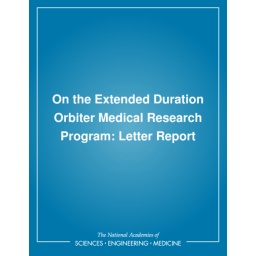 On the Extended Duration
Orbiter Medical Research
Program: Letter Report
The National Academies of
SCIENCES • ENGINEERING • MEDICINE